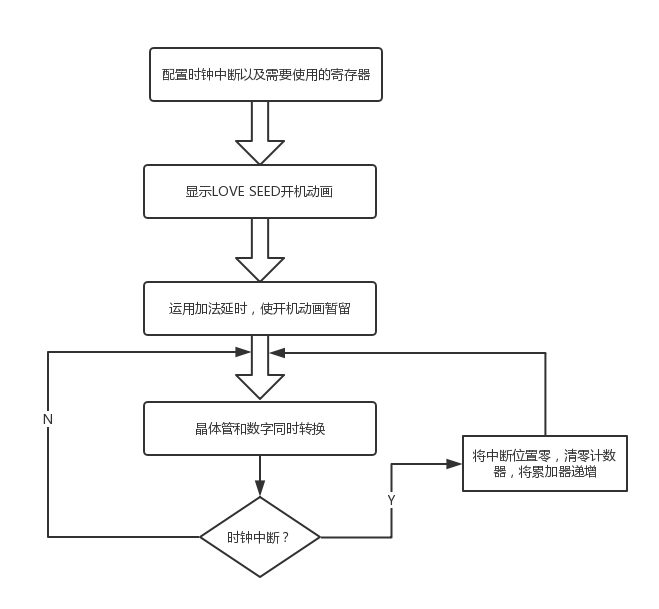 配置时钟中断以及需要使用的寄存器
显示LOVE SEED开机动画
运用加法延时，使开机动画暂留
N
晶体管和数字同时转换
将中断位置零，清零计数
器，将累加器递增
Y
时钟中断？